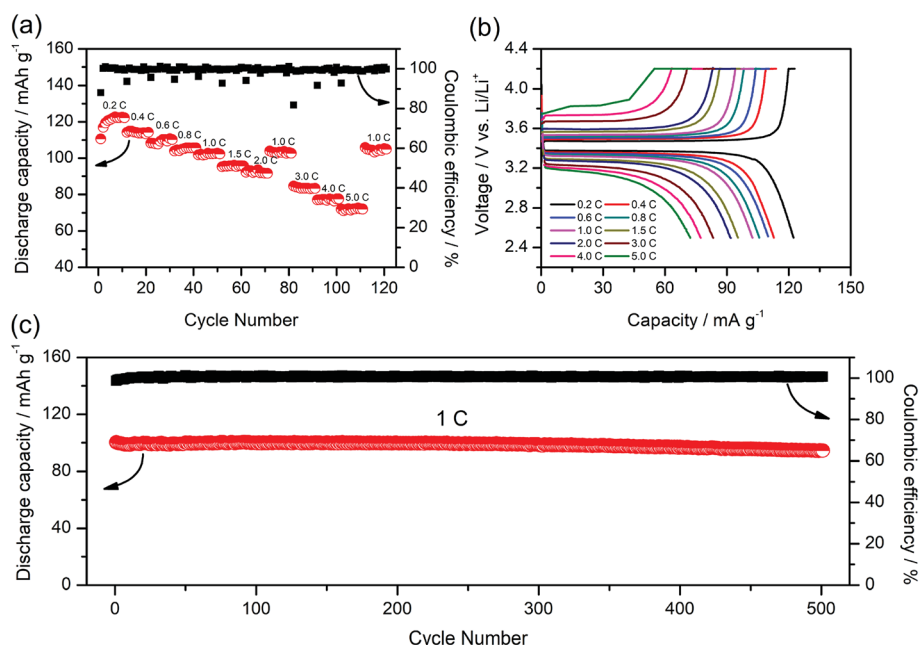 (a)
160
140
120
100
80
60
40
Discharge capacity / mAh g-1
0.2 C
0.4 C
0.6 C
0.8 C
1.0 C
1.5 C
2.0 C
1.0 C
3.0 C
4.0 C
5.0 C
1.0 C
100
80
60
40
20
0
Coulombic efficiency / %
0 20 40 60 80 100 120
Cycle Number
(b)
4.4
4.0
3.6
3.2
2.8
2.4
Voltage / V vs. Li/Li+
0.2 C 0.4 C
0.6 C 0.8 C
1.0 C 1.5 C
2.0 C 3.0 C
4.0 C 5.0 C
0 30 60 90 120 150
Capacity / mA g-1
(c)
160
120
80
40
0
Discharge capacity / mAh g-1
1 C
100
80
60
40
20
0
Coulombic efficiency / %
0 100 200 300 400 500
Cycle Number